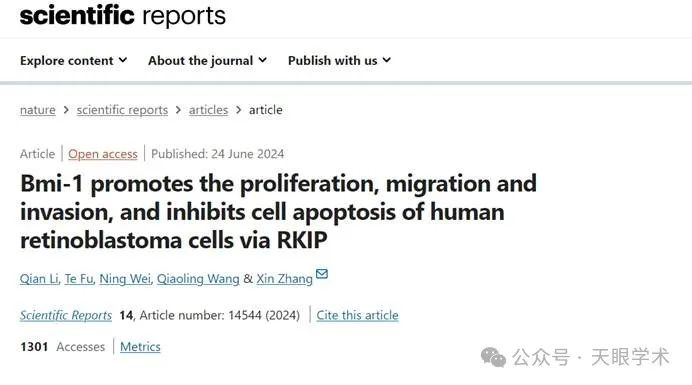 scientific reports
Explore content About the journal Publish with us
nature > scientific reports > articles > article
Article | Open access | Published: 24 June 2024
Bmi-1 promotes the proliferation, migration and
invasion, and inhibits cell apoptosis of human
retinoblastoma cells via RKIP
Qian Li, Te Fu, Ning Wei, Qiaoling Wang & Xin Zhang
Scientific Reports 14, Article number: 14544 (2024) | Cite this article
1301 Accesses | Metrics
公众号 · 天眼学术